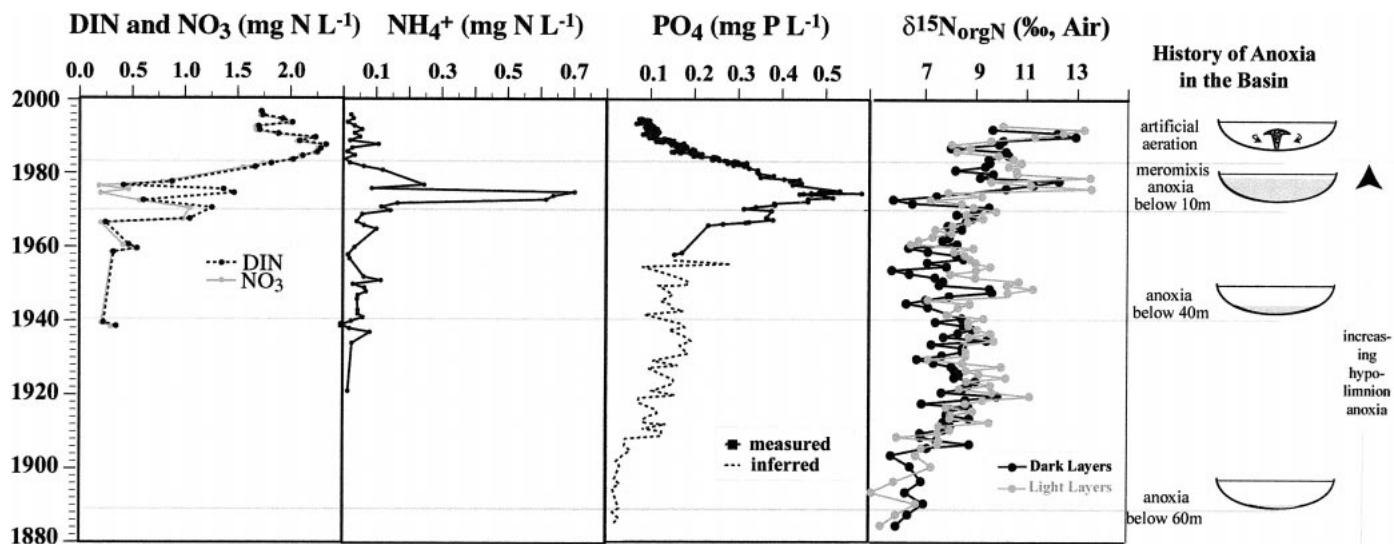 DIN and NO3 (mg N L-1)
NH4+ (mg N L-1)
PO4 (mg P L-1)
δ15NorgN (‰, Air)
History of Anoxia
in the Basin
0.0 0.5 1.0 1.5 2.0
0.1 0.3 0.5 0.7
0.1 0.2 0.3 0.4 0.5
7 9 11 13
2000
1980
1960
1940
1920
1900
1880
DIN
NO3
measured
inferred
Dark Layers
Light Layers
artificial
aeration
meromixis
anoxia
below 10m
anoxia
below 40m
increas-
ing
hypo-
limnion
anoxia
anoxia
below 60m